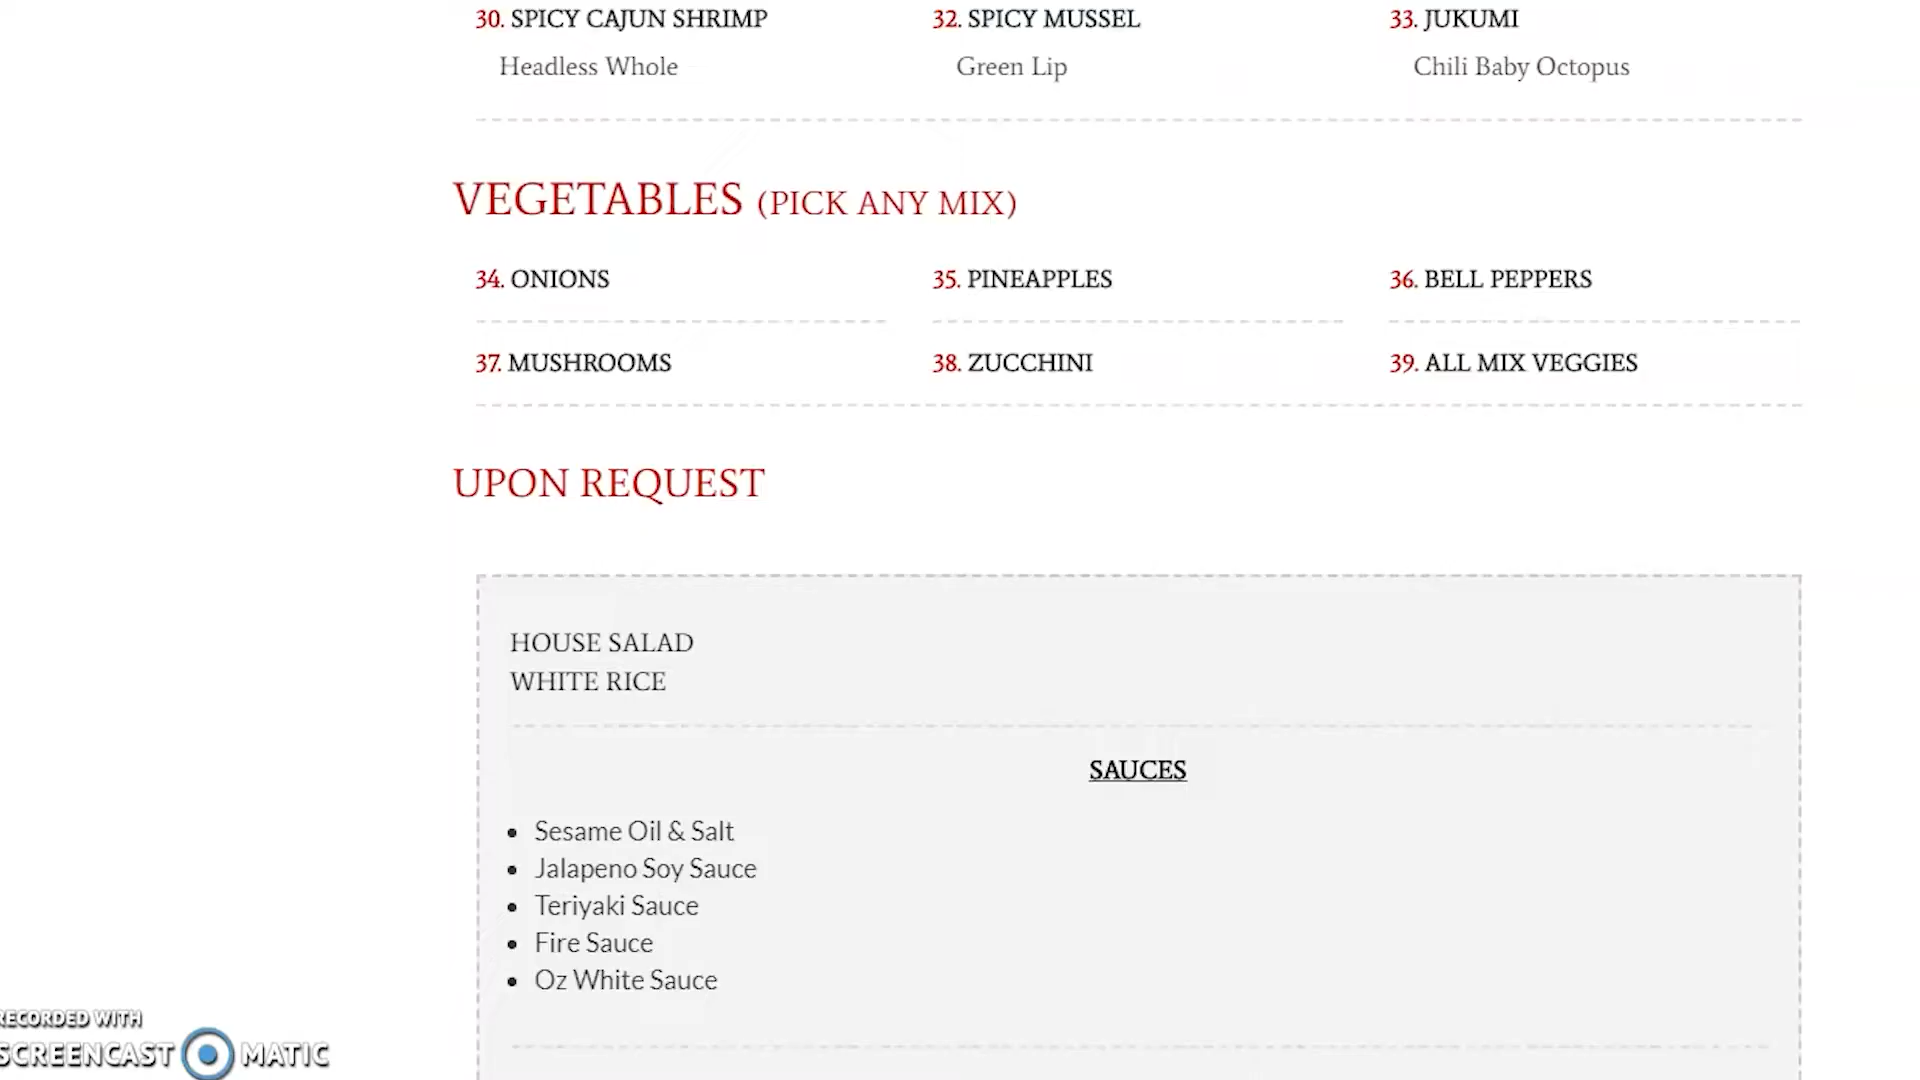 30. SPICY CAJUN SHRIMP
Headless Whole
32. SPICY MUSSEL
Green Lip
33. JUKUMI
Chili Baby Octopus
VEGETABLES (PICK ANY MIX)
34. ONIONS
35. PINEAPPLES
36. BELL PEPPERS
37. MUSHROOMS
38. ZUCCHINI
39. ALL MIX VEGGIES
UPON REQUEST
HOUSE SALAD
WHITE RICE
SAUCES
Sesame Oil & Salt
Jalapeno Soy Sauce
Teriyaki Sauce
Fire Sauce
Oz White Sauce
RECORDED WITH
SCREENCAST MATIC